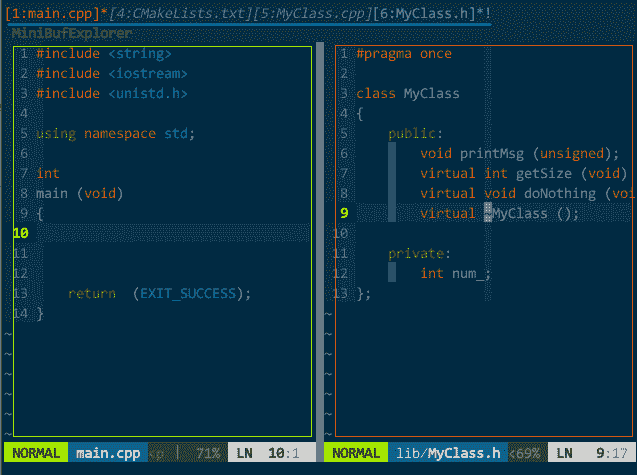 [1:main.cpp]*[4:CMakeLists.txt][5:MyClass.cpp][6:MyClass.h]*!
MiniBufExplorer
1 #include <string>
2 #include <iostream>
3 #include <unistd.h>
4
5 using namespace std;
6
7 int
8 main (void)
9 {
10
11
12
13 return (EXIT_SUCCESS);
14 }
~
~
~
~
~
~
NORMAL main.cpp <p | 71% LN 10:1
1 #pragma once
2
3 class MyClass
4 {
5 public:
6 void printMsg (unsigned);
7 virtual int getSize (void)
8 virtual void doNothing (voi
9 virtual ~MyClass ();
10
11 private:
12 int num_;
13 };
~
~
~
~
~
~
~
NORMAL lib/MyClass.h <69% LN 9:17